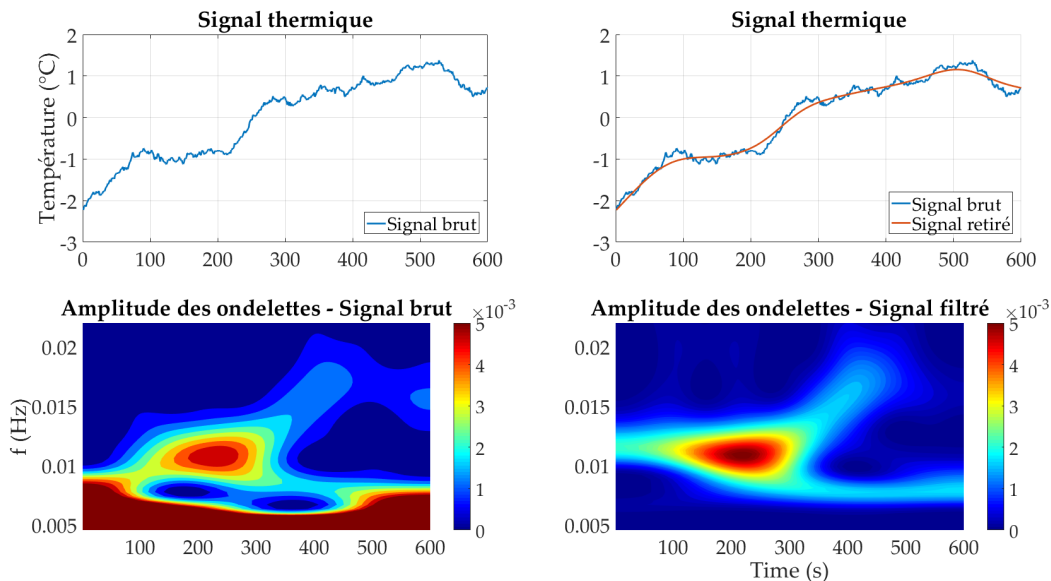 Signal thermique
Température (°C)
2
1
0
-1
-2
-3
0 100 200 300 400 500 600
Signal brut
Signal thermique
2
1
0
-1
-2
-3
0 100 200 300 400 500 600
Signal brut
Signal retiré
Amplitude des ondelettes - Signal brut
×10⁻³
f (Hz)
0.02
0.015
0.01
0.005
100 200 300 400 500 600
5
4
3
2
1
0
Amplitude des ondelettes - Signal filtré
×10⁻³
0.02
0.015
0.01
0.005
100 200 300 400 500 600
Time (s)
5
4
3
2
1
0